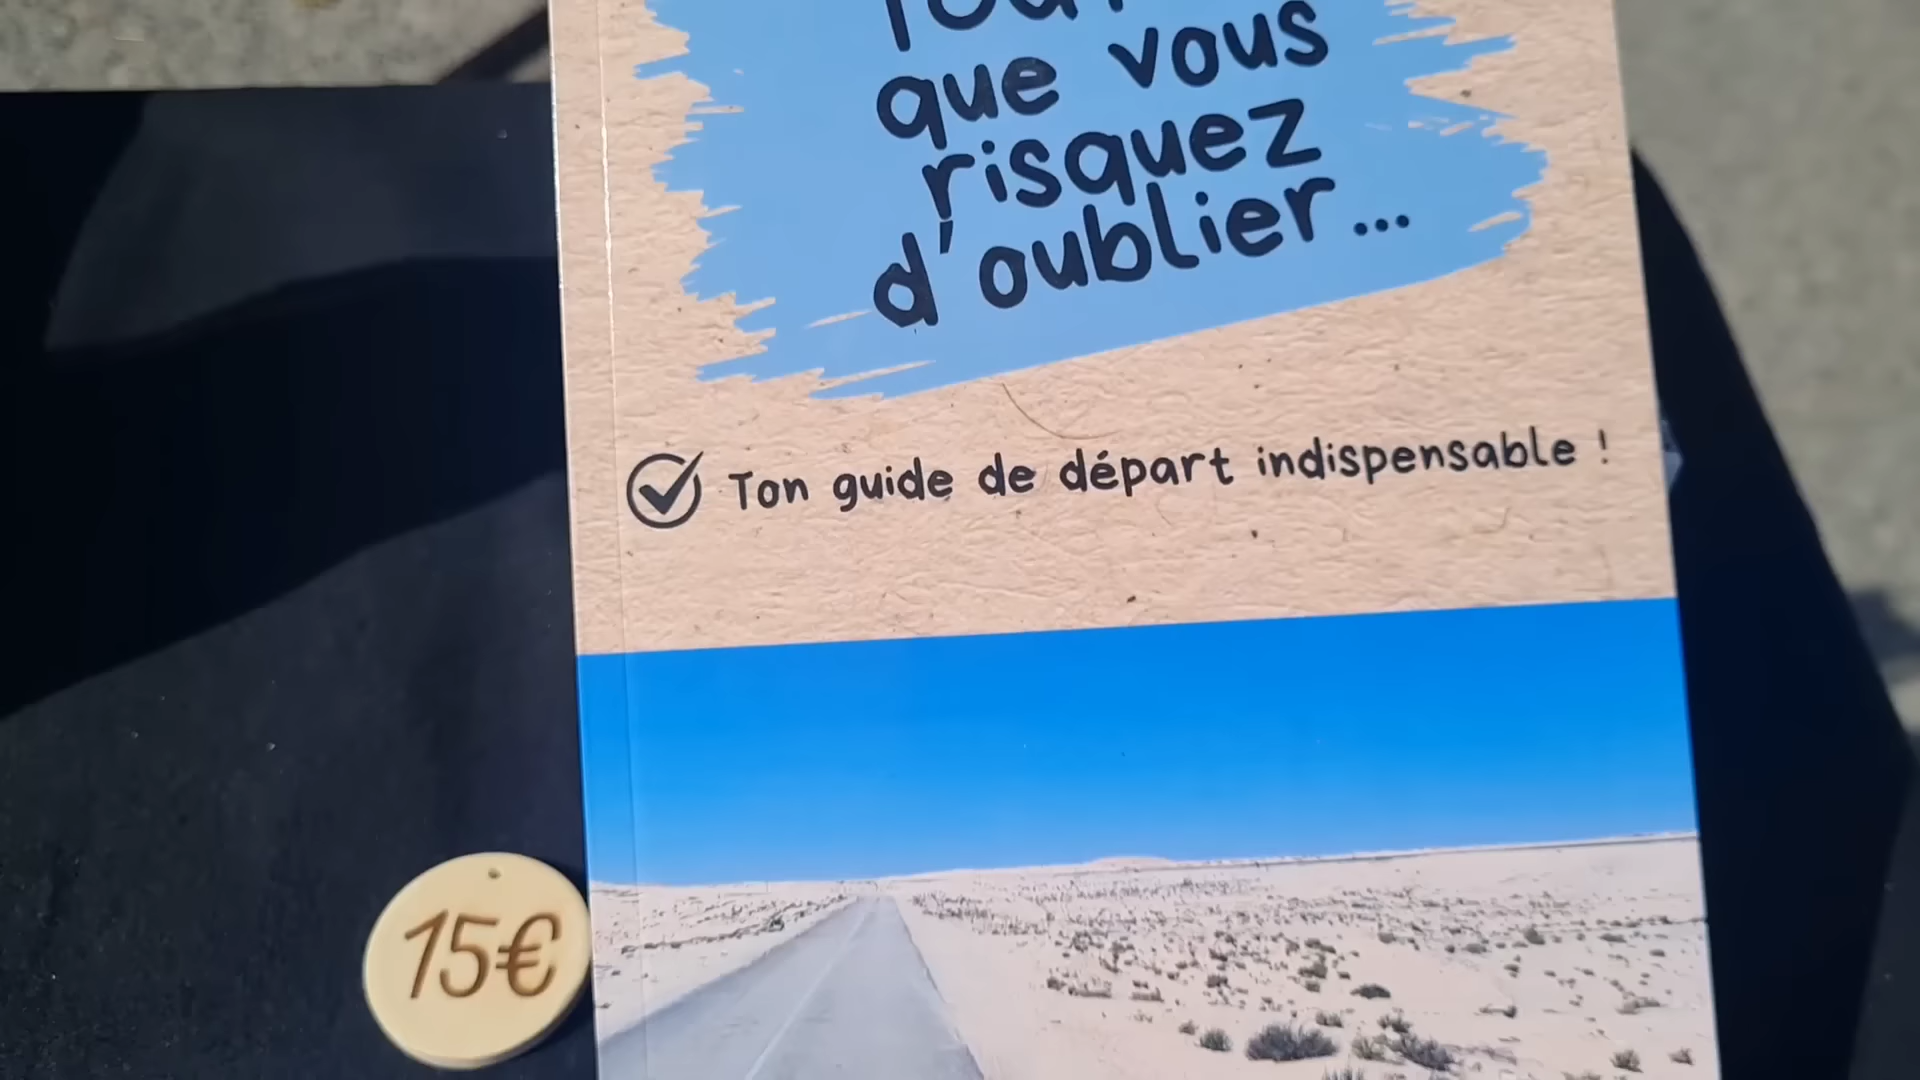 que vous
risquez
d'oublier...
Ton guide de départ indispensable !
15€